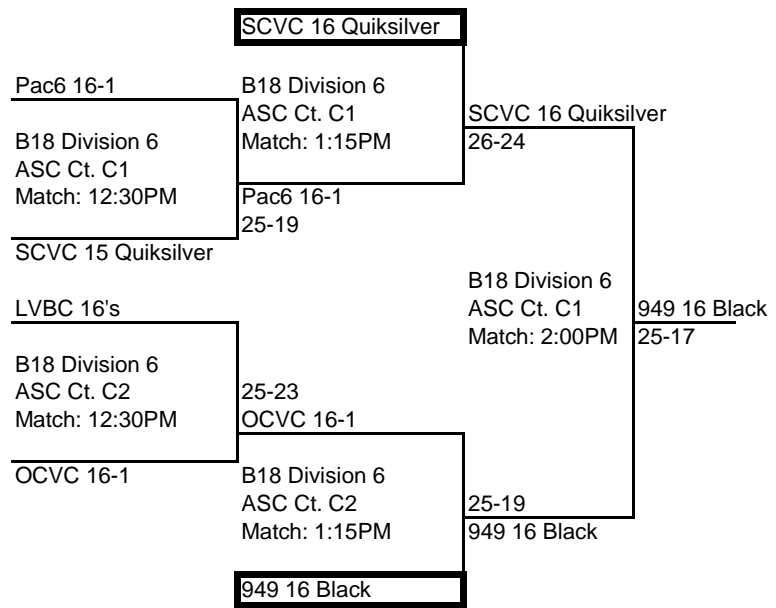 SCVC 16 Quiksilver
Pac6 16-1
B18 Division 6
ASC Ct. C1
Match: 1:15PM
SCVC 16 Quiksilver
26-24
B18 Division 6
ASC Ct. C1
Match: 12:30PM
Pac6 16-1
25-19
SCVC 15 Quiksilver
B18 Division 6
ASC Ct. C1
Match: 2:00PM
949 16 Black
25-17
LVBC 16's
B18 Division 6
ASC Ct. C2
Match: 12:30PM
25-23
OCVC 16-1
OCVC 16-1
B18 Division 6
ASC Ct. C2
Match: 1:15PM
25-19
949 16 Black
949 16 Black